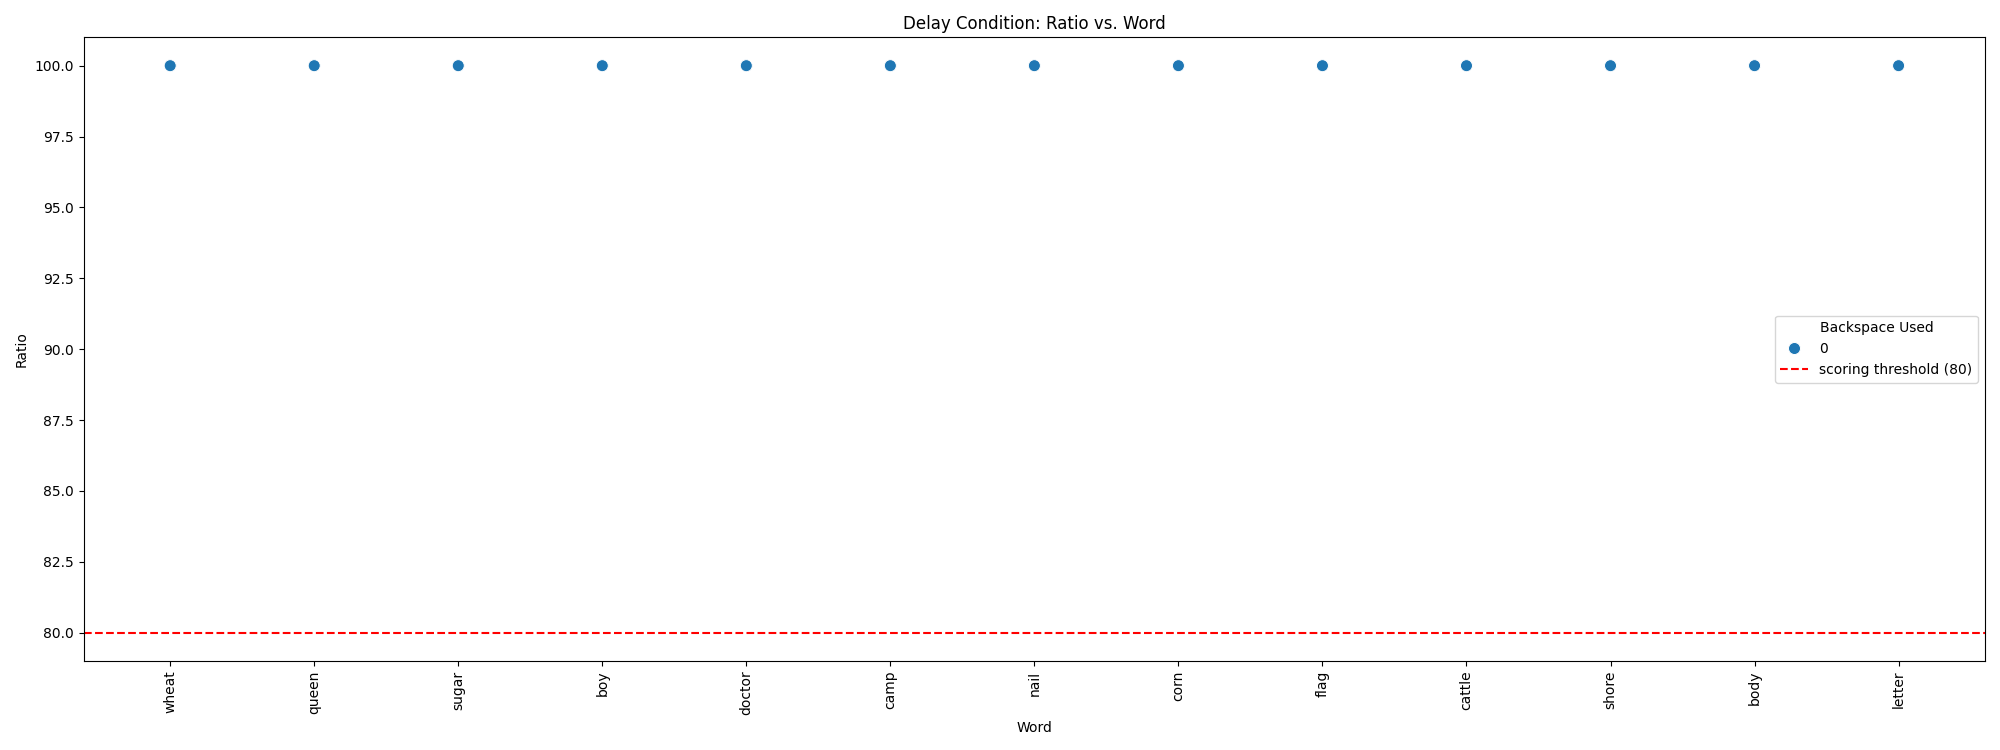 Delay Condition: Ratio vs. Word
100.0
97.5
95.0
92.5
90.0
87.5
85.0
82.5
80.0
Ratio
Backspace Used
0
scoring threshold (80)
wheat
queen
sugar
boy
doctor
camp
nail
corn
flag
cattle
shore
body
letter
Word